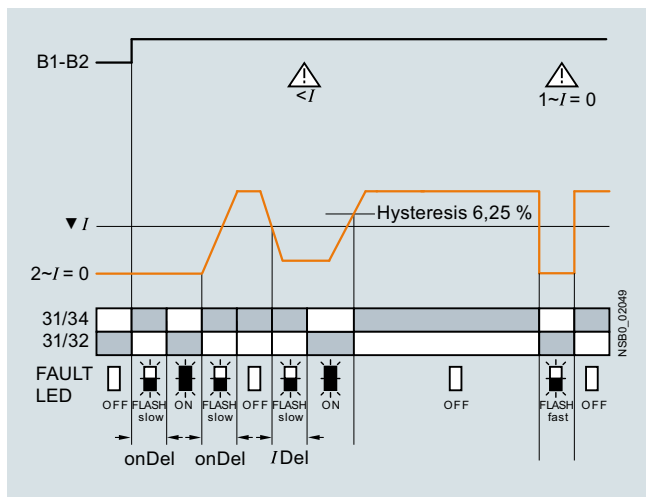 B1-B2
<I
1~I = 0
▼ I
Hysteresis 6,25 %
2~I = 0
31/34
31/32
NSB0_02049
FAULT
LED
OFF FLASH ON FLASH OFF FLASH ON OFF FLASH OFF
slow slow slow fast
onDel onDel I Del